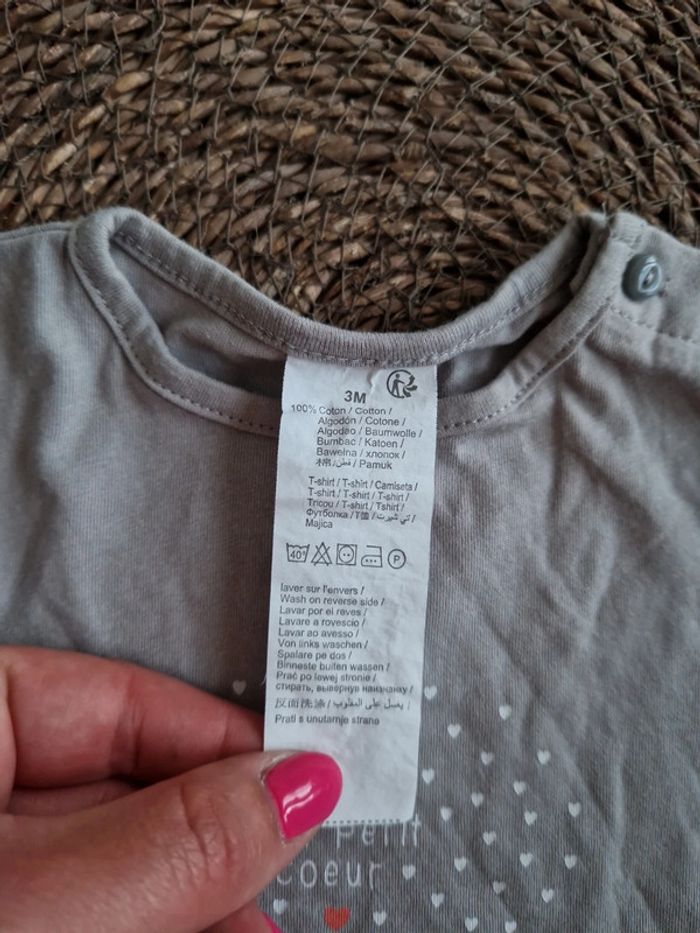 3M
100% Coton / Cotton /
Algodón / Cotone /
Algodao / Baumwolle /
Bumbac / Katoen /
Bawełna / хлопок /
棉 / قطن / Pamuk
T-shirt / T-shirt / Camiseta /
T-shirt / T-shirt / T-shirt /
Tricou / T-shirt / Tshirt /
Футболка / T恤 / تي شيرت /
Majica
40° P
laver sur l'envers /
Wash on reverse side /
Lavar por el reves /
Lavare a rovescio /
Lavar ao avesso /
Von links waschen /
Spalare pe dos /
Binneste buiten wassen /
Prać po lewej stronie /
стирать, вывернув наизнанку /
反面洗涤 / يغسل على المقلوب /
Prati s unutarnje strane
Petit
coeur